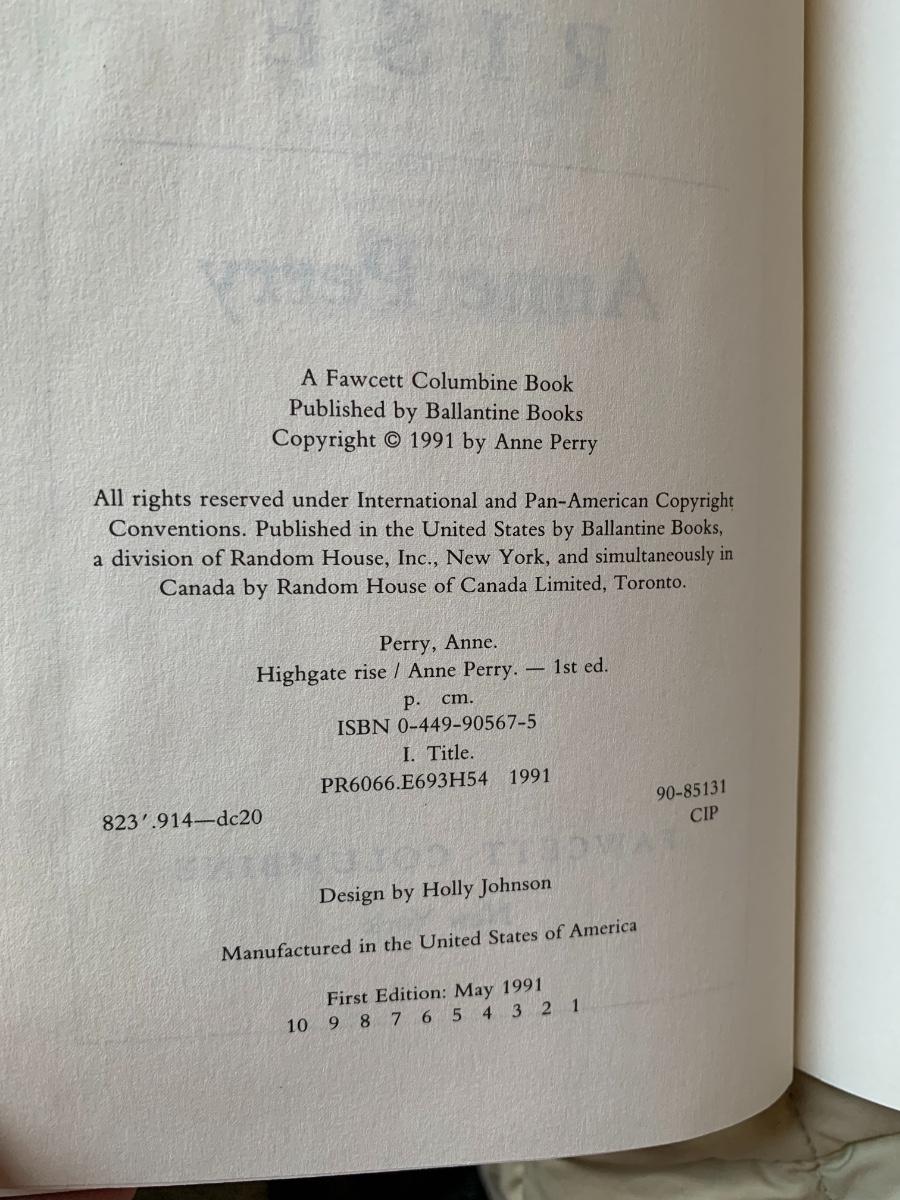 A Fawcett Columbine Book
Published by Ballantine Books
Copyright © 1991 by Anne Perry
All rights reserved under International and Pan-American Copyright
Conventions. Published in the United States by Ballantine Books,
a division of Random House, Inc., New York, and simultaneously in
Canada by Random House of Canada Limited, Toronto.
Perry, Anne.
Highgate rise / Anne Perry. — 1st ed.
p. cm.
ISBN 0-449-90567-5
I. Title.
PR6066.E693H54 1991
823′.914—dc20
90-85131
CIP
Design by Holly Johnson
Manufactured in the United States of America
First Edition: May 1991
10 9 8 7 6 5 4 3 2 1